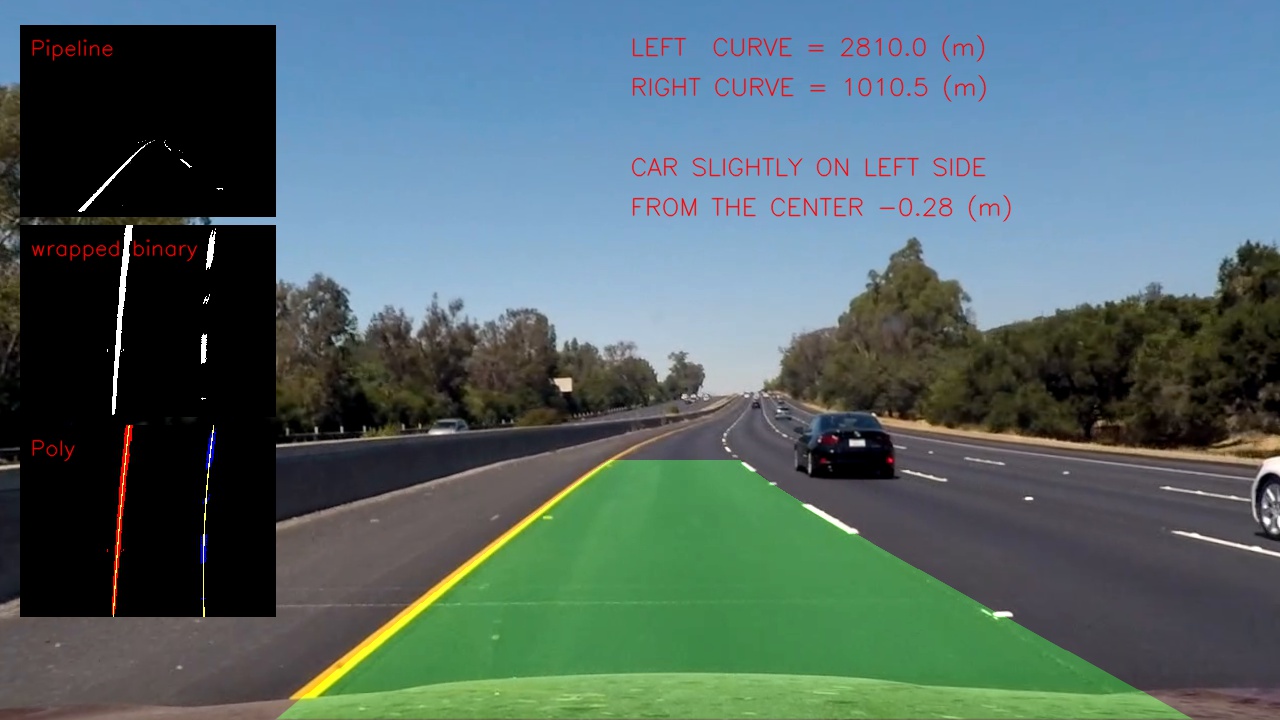 Pipeline
wrapped binary
Poly
LEFT CURVE = 2810.0 (m)
RIGHT CURVE = 1010.5 (m)
CAR SLIGHTLY ON LEFT SIDE
FROM THE CENTER -0.28 (m)